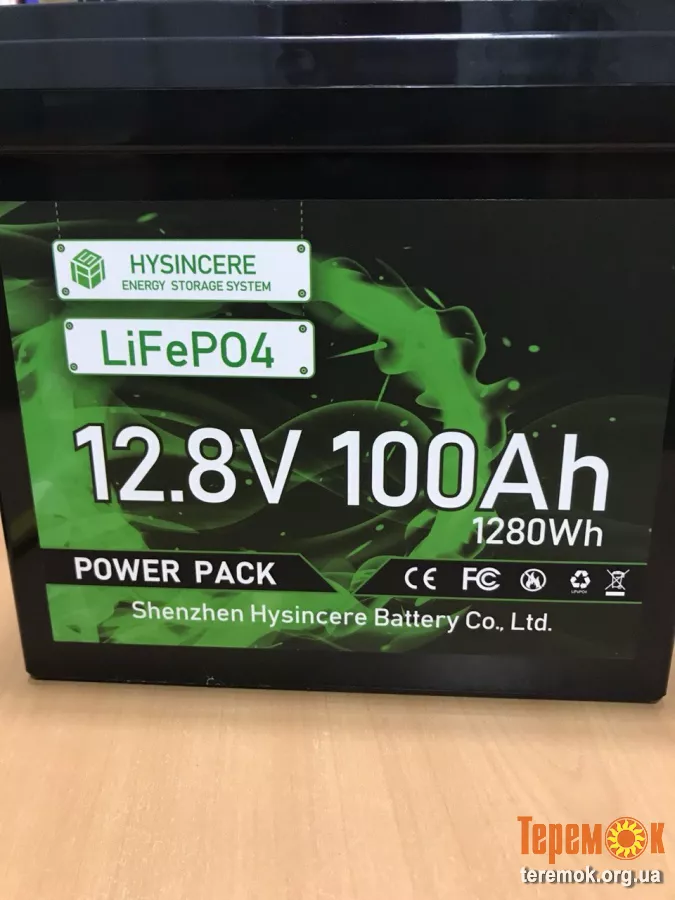 HYSINCERE
ENERGY STORAGE SYSTEM
LiFePO4
12.8V 100Ah
1280Wh
POWER PACK
CE FC
Shenzhen Hysincere Battery Co., Ltd.
Теремок
teremok.org.ua